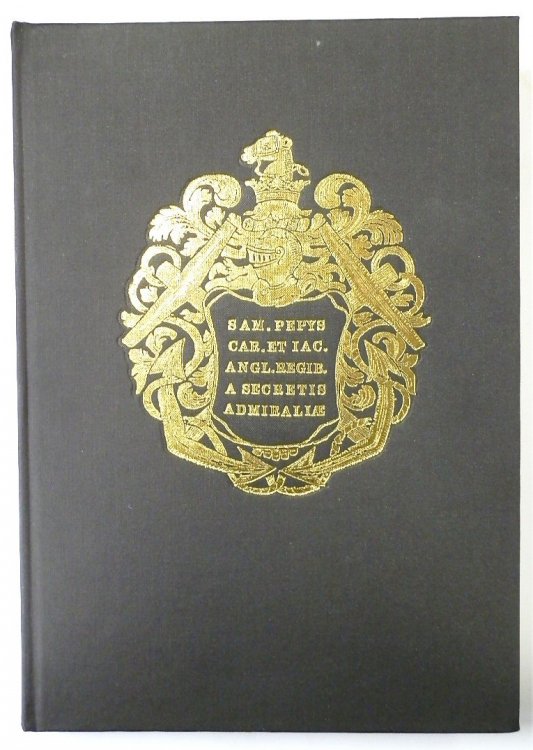 SAM. PEPYS
CAR. ET IAC.
ANGL. REGIB.
A SECRETIS
ADMIRALIÆ